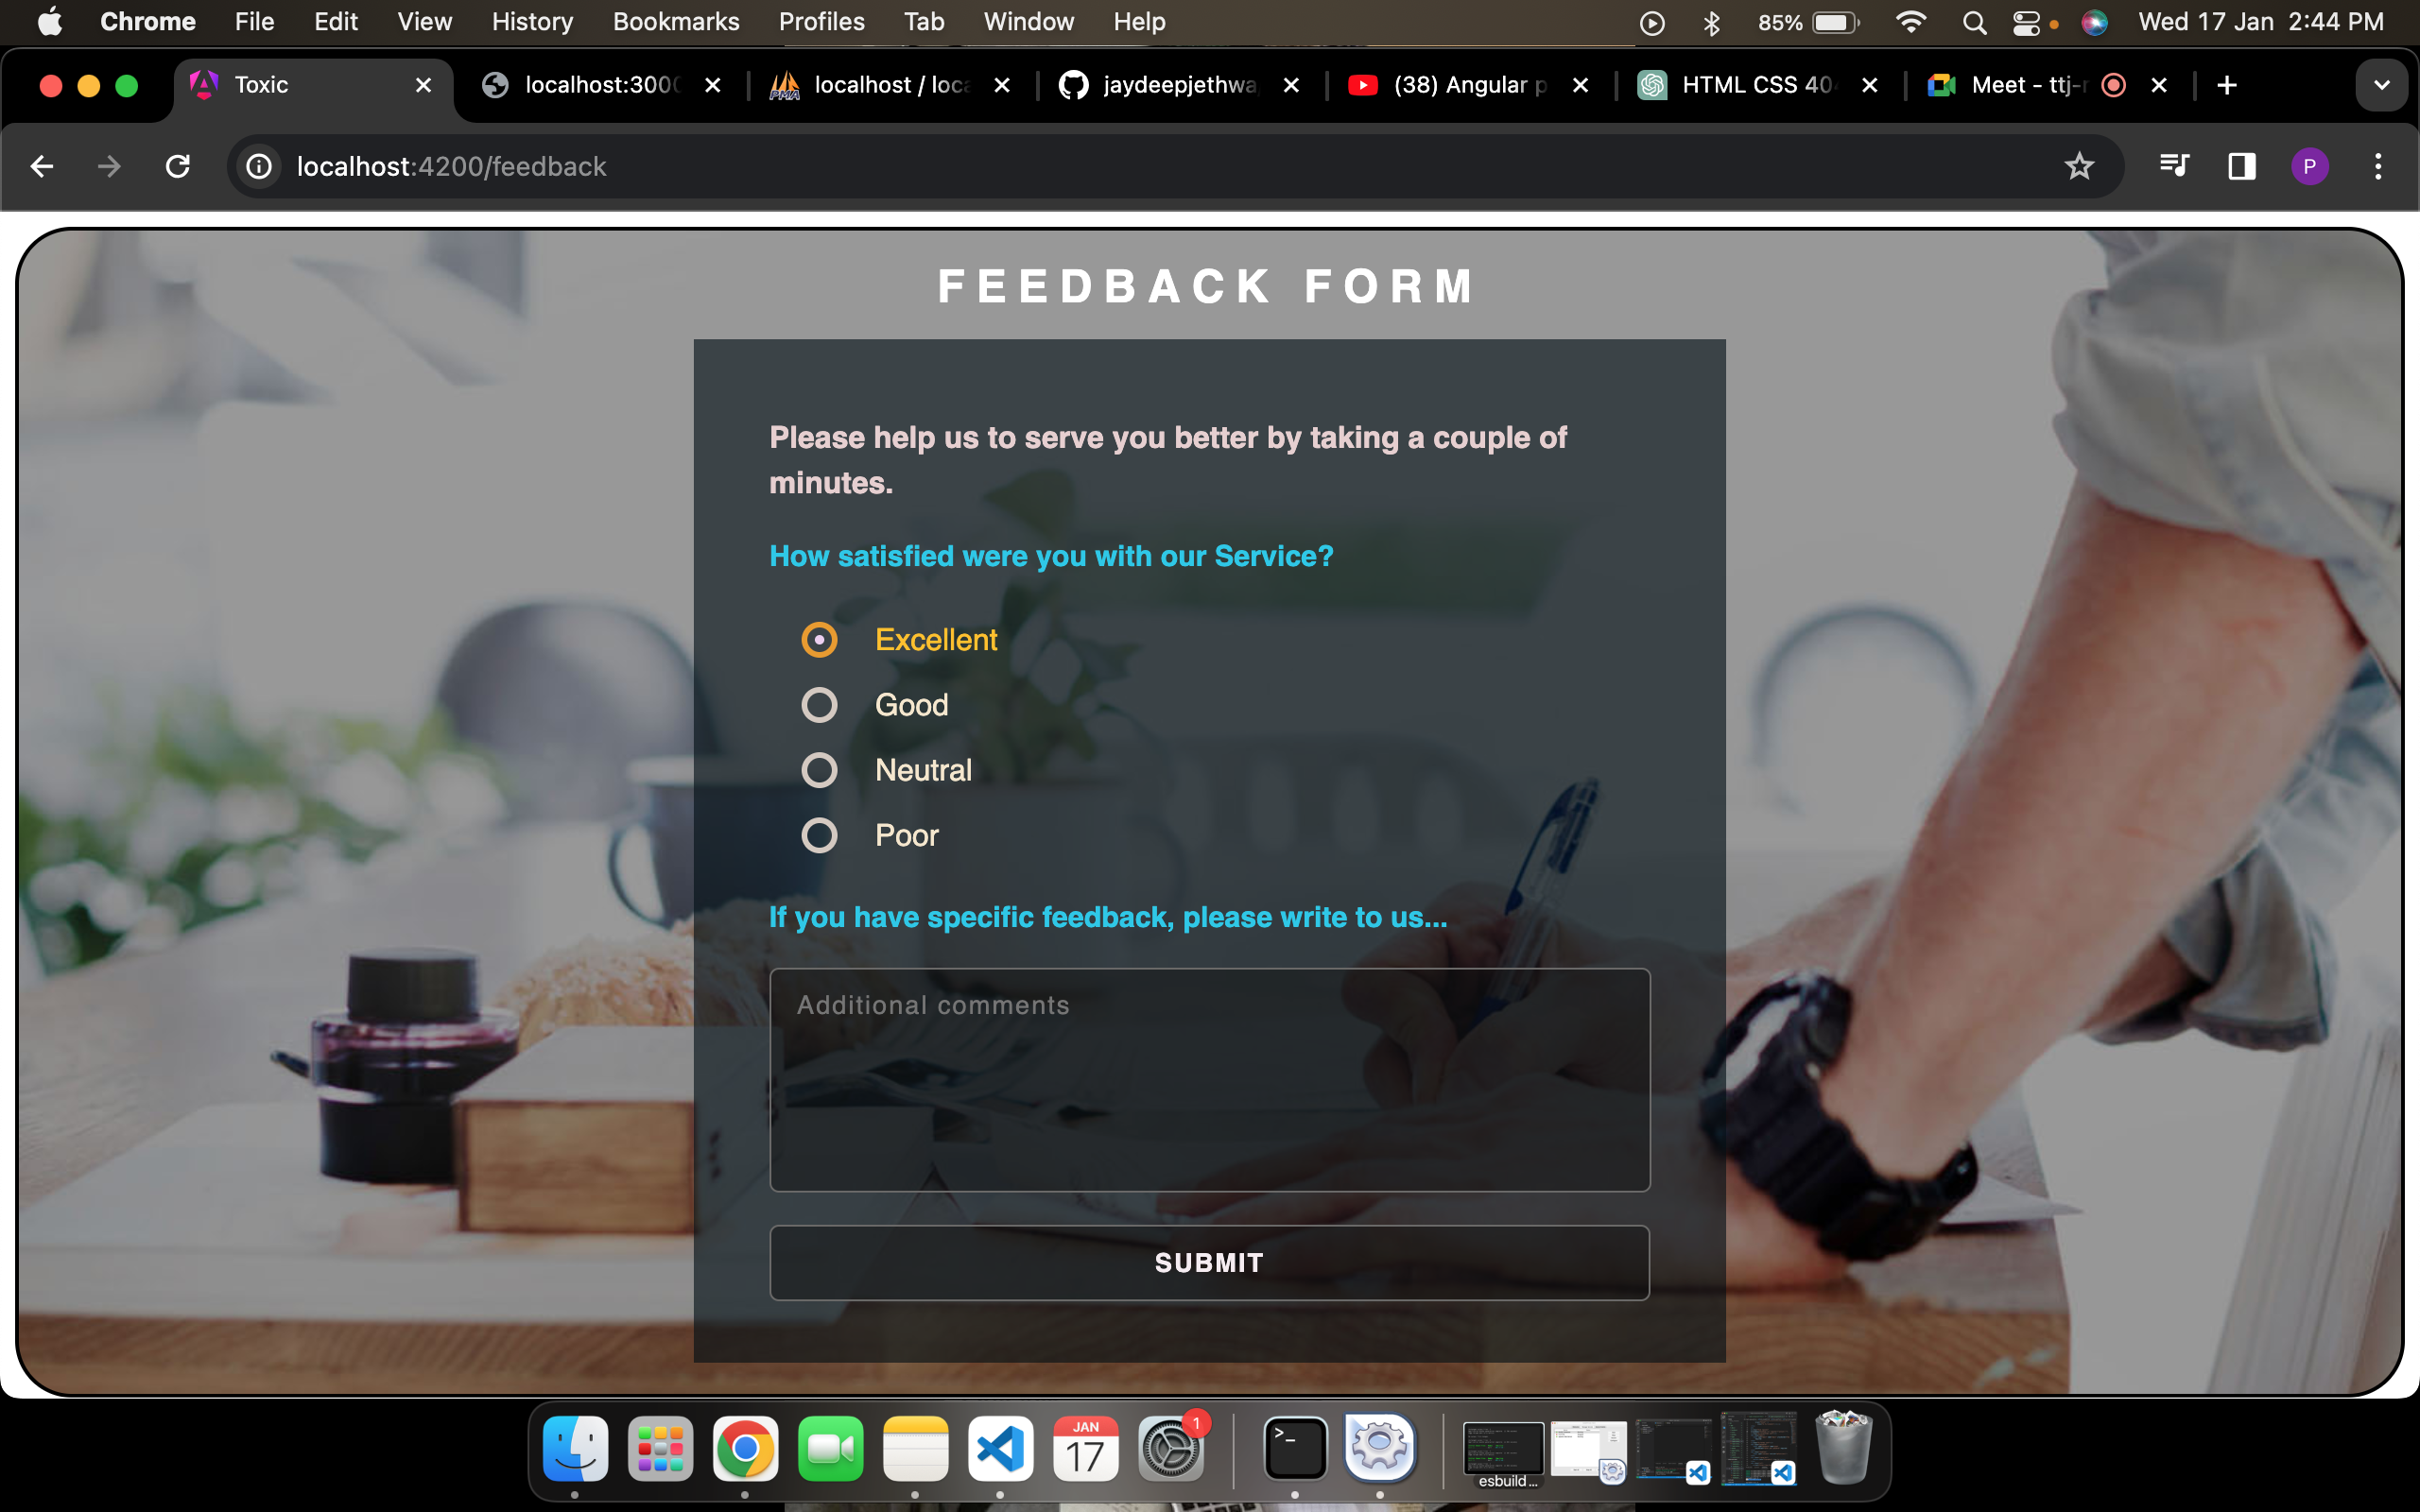 Chrome File Edit View History Bookmarks Profiles Tab Window Help 85% Wed 17 Jan 2:44 PM
Toxic localhost:3000 localhost / loca jaydeepjethwa (38) Angular p HTML CSS 404 Meet - ttj-
localhost:4200/feedback P
FEEDBACK FORM
Please help us to serve you better by taking a couple of
minutes.
How satisfied were you with our Service?
Excellent
Good
Neutral
Poor
If you have specific feedback, please write to us...
Additional comments
SUBMIT
JAN
17
1
>_
esbuild ...